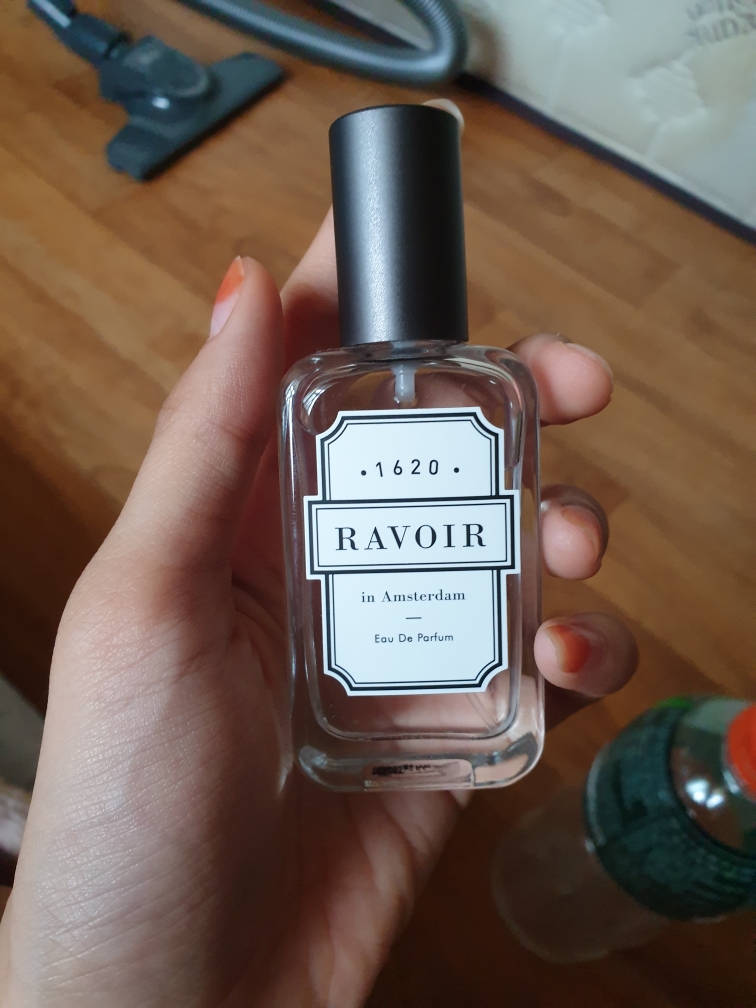 ·1620·
RAVOIR
in Amsterdam
Eau De Parfum